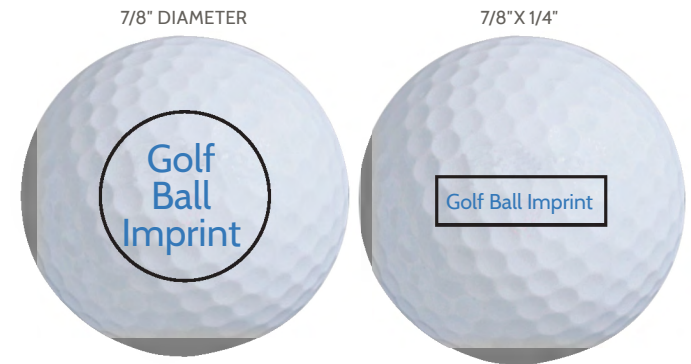 7/8" DIAMETER
Golf
Ball
Imprint
7/8"X 1/4"
Golf Ball Imprint